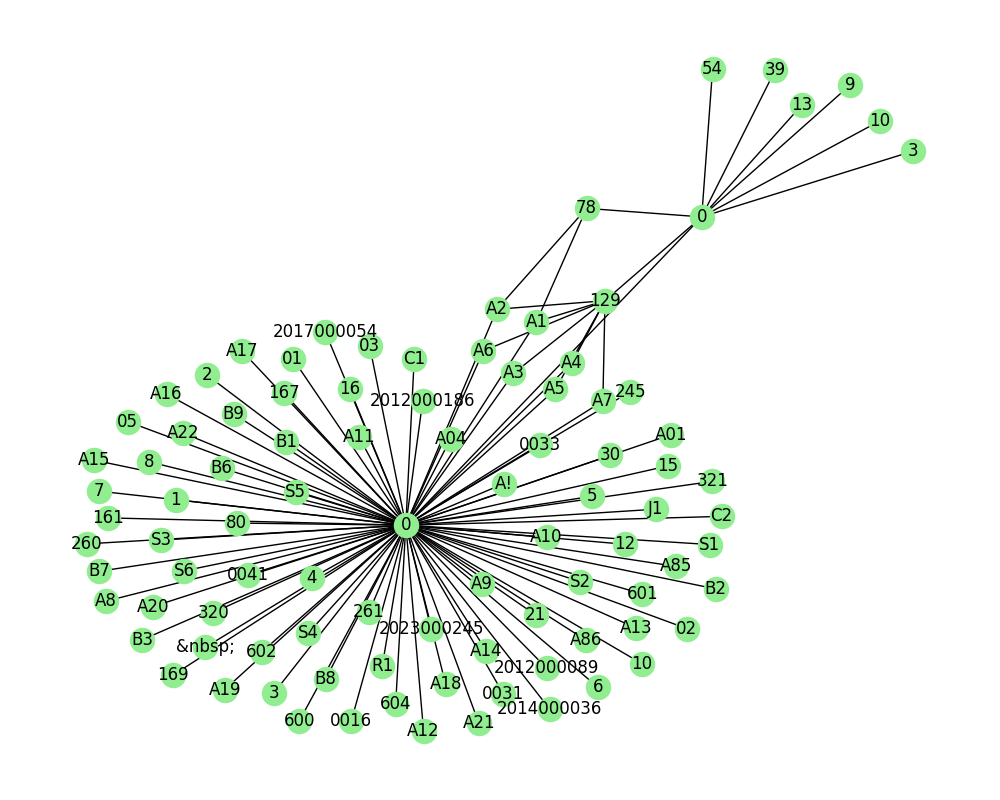 54
39
9
13
10
3
78
0
129
A2
A1
2017000054
03
A17
01
C1
A6
A4
A3
2
A5
A16
167
16
245
2012000186
A7
B9
05
A22
B1
A11
A04
0033
A01
A15
8
B6
30
15
321
A!
7
1
S5
5
J1
161
80
0
C2
260
S3
A10
12
S1
B7
S6
0041
4
A9
S2
A85
B2
A8
A20
320
601
261
21
B3
&nbsp;
S4
2023000245
A86
A13
02
602
A14
169
R1
2012000089
10
A19
3
B8
A18
0031
6
604
2014000036
600
0016
A12
A21